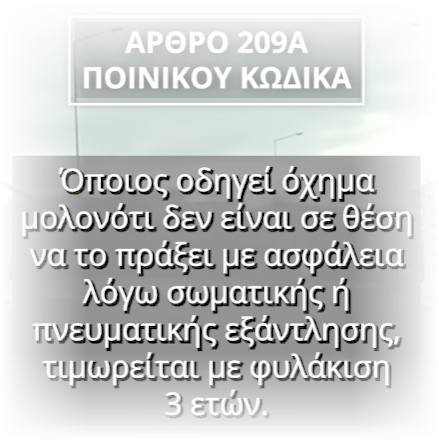 ΑΡΘΡΟ 209Α
ΠΟΙΝΙΚΟΥ ΚΩΔΙΚΑ
Όποιος οδηγεί όχημα
μολονότι δεν είναι σε θέση
να το πράξει με ασφάλεια
λόγω σωματικής ή
πνευματικής εξάντλησης,
τιμωρείται με φυλάκιση
3 ετών.